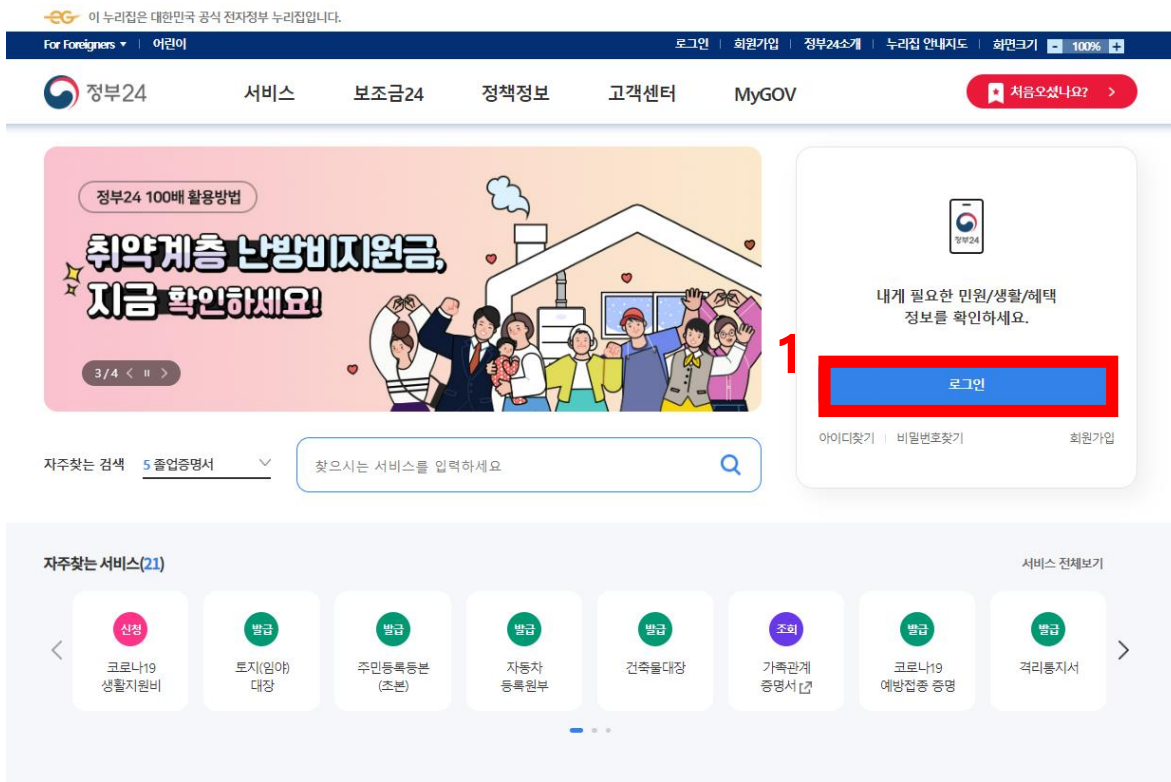 이 누리집은 대한민국 공식 전자정부 누리집입니다.
For Foreigners ▾ 어린이 로그인 회원가입 정부24소개 누리집 안내지도 화면크기 - 100% +
정부24 서비스 보조금24 정책정보 고객센터 MyGOV 처음오셨나요? >
정부24 100배 활용방법
취약계층 난방비지원금,
지금 확인하세요!
3/4 < ॥ >
정부24
내게 필요한 민원/생활/혜택
정보를 확인하세요.
1
로그인
아이디찾기 비밀번호찾기 회원가입
자주찾는 검색 5 졸업증명서 찾으시는 서비스를 입력하세요
자주찾는 서비스(21) 서비스 전체보기
신청 발급 발급 발급 발급 조회 발급 발급
코로나19 토지(임야) 주민등록등본 자동차 건축물대장 가족관계 코로나19 격리통지서
생활지원비 대장 (초본) 등록원부 증명서 예방접종 증명